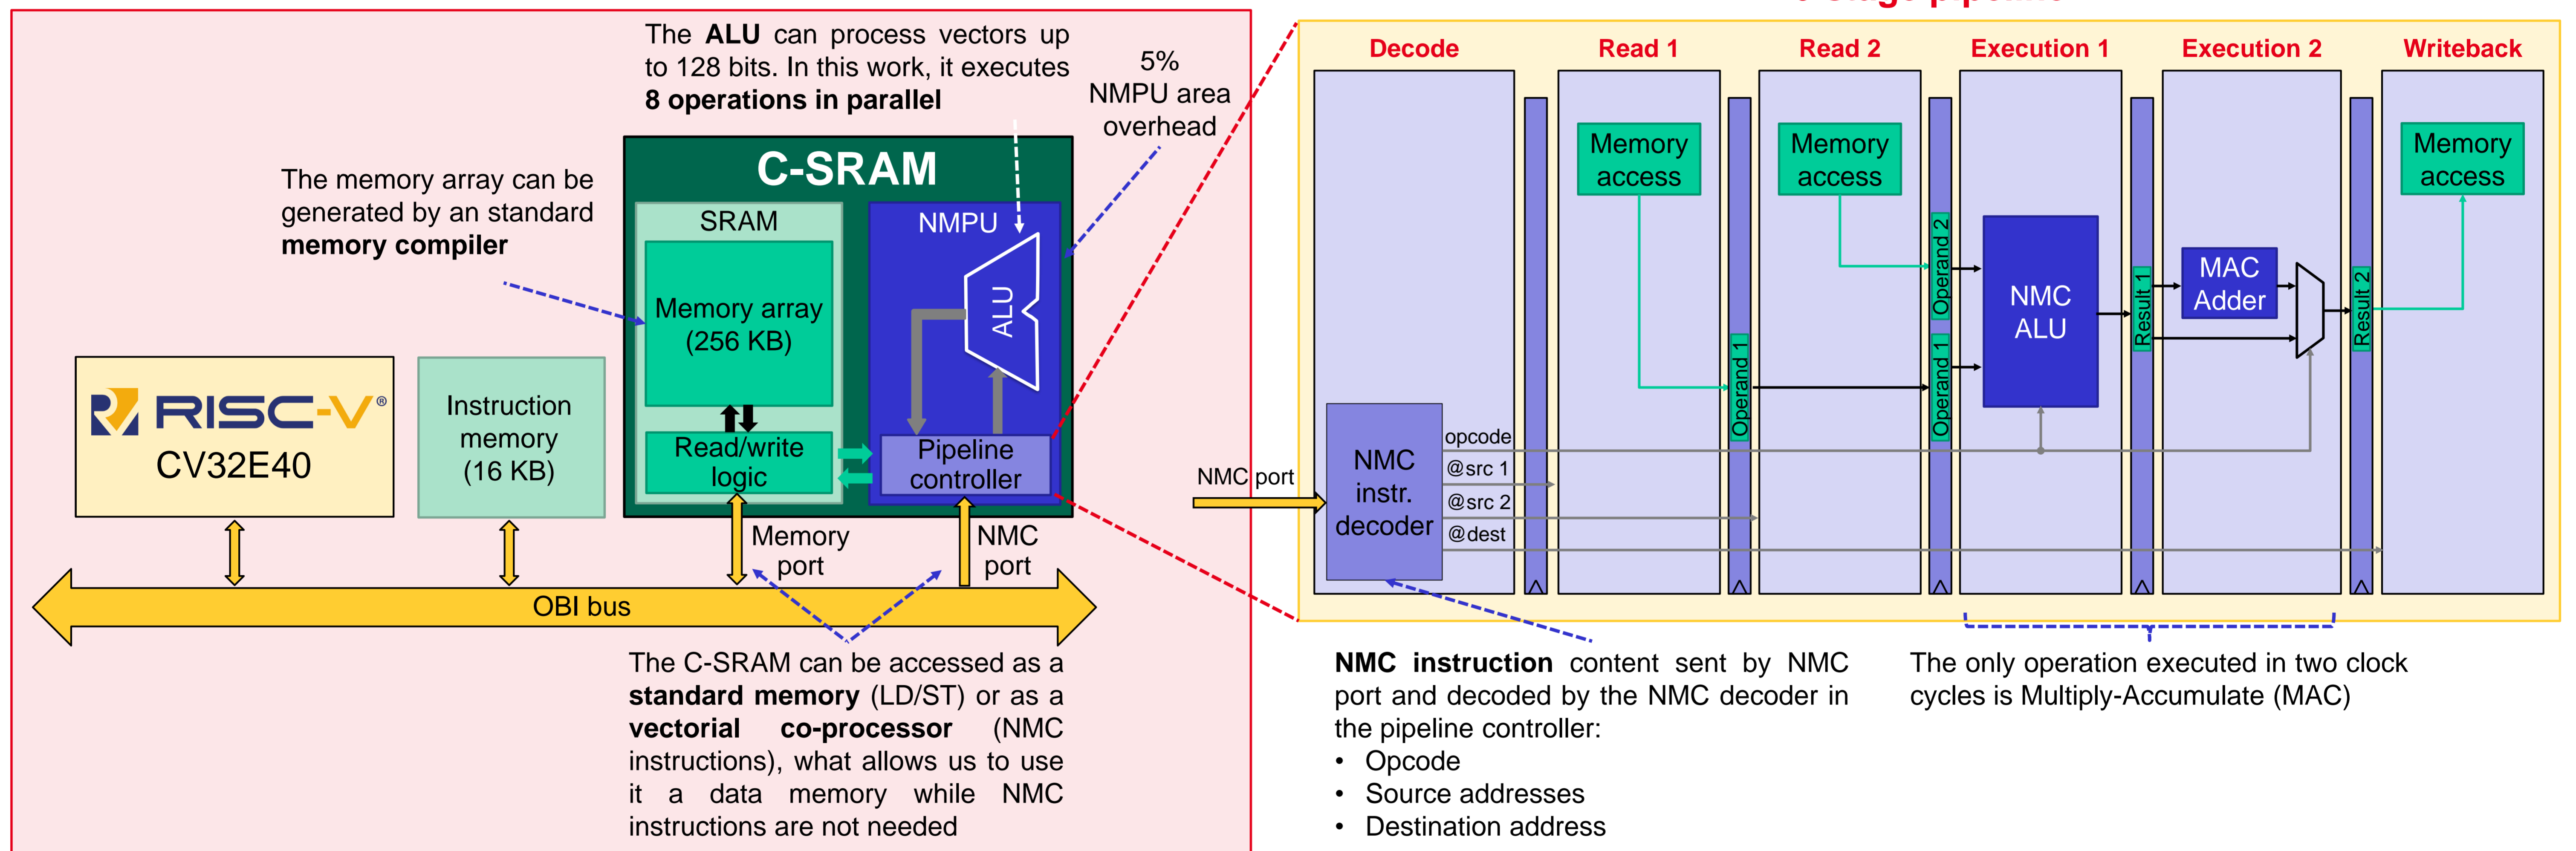 The ALU can process vectors up
to 128 bits. In this work, it executes
8 operations in parallel
5%
NMPU area
overhead
The memory array can be
generated by an standard
memory compiler
C-SRAM
SRAM
NMPU
Memory array
(256 KB)
ALU
Read/write
logic
Pipeline
controller
RISC-V®
CV32E40
Instruction
memory
(16 KB)
Memory
port
NMC
port
OBI bus
The C-SRAM can be accessed as a
standard memory (LD/ST) or as a
vectorial co-processor (NMC
instructions), what allows us to use
it a data memory while NMC
instructions are not needed
Decode
Read 1
Read 2
Execution 1
Execution 2
Writeback
Memory
access
Memory
access
Memory
access
Operand 2
Operand 1
Operand 1
NMC
ALU
Result 1
MAC
Adder
Result 2
NMC port
NMC
instr.
decoder
opcode
@src 1
@src 2
@dest
NMC instruction content sent by NMC
port and decoded by the NMC decoder in
the pipeline controller:
• Opcode
• Source addresses
• Destination address
The only operation executed in two clock
cycles is Multiply-Accumulate (MAC)